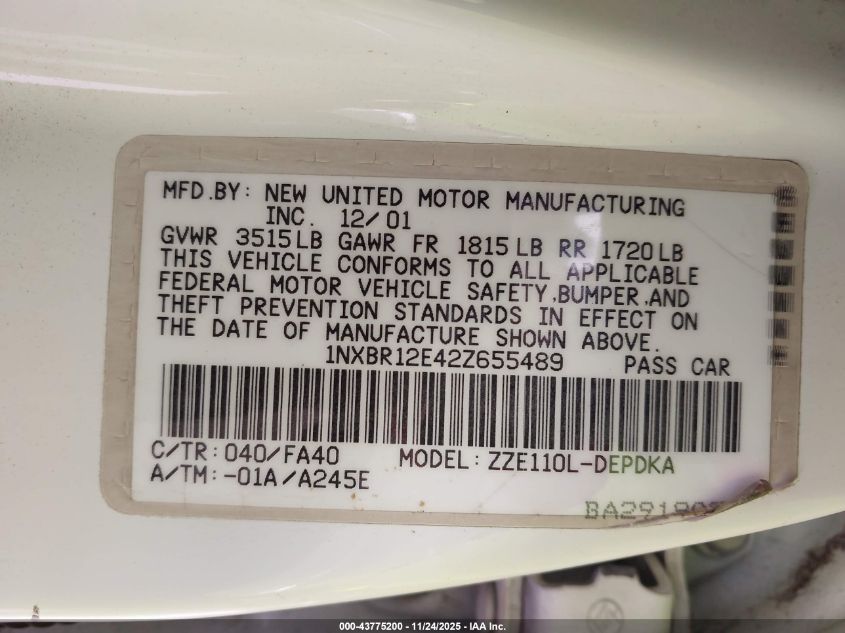 MFD.BY: NEW UNITED MOTOR MANUFACTURING
INC. 12/01
GVWR 3515LB GAWR FR 1815LB RR 1720LB
THIS VEHICLE CONFORMS TO ALL APPLICABLE
FEDERAL MOTOR VEHICLE SAFETY,BUMPER,AND
THEFT PREVENTION STANDARDS IN EFFECT ON
THE DATE OF MANUFACTURE SHOWN ABOVE.
1NXBR12E42Z655489 PASS CAR
C/TR: 040/FA40 MODEL: ZZE110L-DEPDKA
A/TM:-01A/A245E
000-43775200 - 11/24/2025 - IAA Inc.